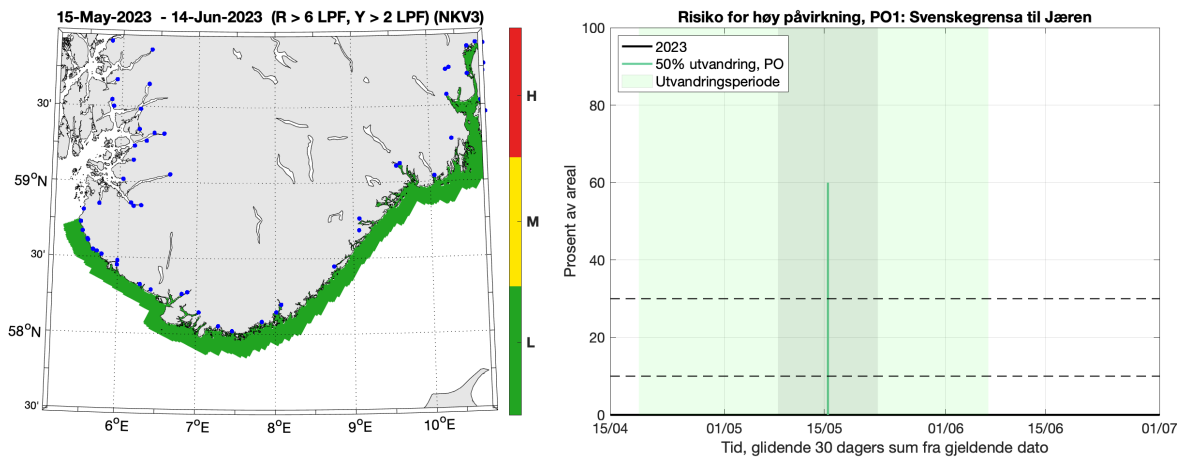 15-May-2023 - 14-Jun-2023 (R > 6 LPF, Y > 2 LPF) (NKV3)
30'
59°N
30'
58°N
30'
6°E
7°E
8°E
9°E
10°E
H
M
L
Risiko for høy påvirkning, PO1: Svenskegrensa til Jæren
2023
50% utvandring, PO
Utvandringsperiode
Prosent av areal
100
80
60
40
20
0
15/04
01/05
15/05
01/06
15/06
01/07
Tid, glidende 30 dagers sum fra gjeldende dato